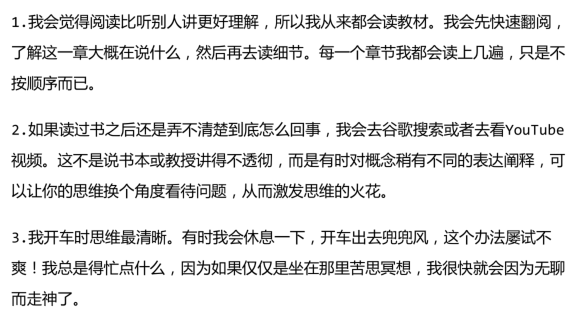 1.我会觉得阅读比听别人讲更好理解，所以我从来都会读教材。我会先快速翻阅，
了解这一章大概在说什么，然后再去读细节。每一个章节我都会读上几遍，只是不
按顺序而已。
2.如果读过书之后还是弄不清楚到底怎么回事，我会去谷歌搜索或者去看YouTube
视频。这不是说书本或教授讲得不透彻，而是有时对概念稍有不同的表达阐释，可
以让你的思维换个角度看待问题，从而激发思维的火花。
3.我开车时思维最清晰。有时我会休息一下，开车出去兜兜风，这个办法屡试不
爽！我总是得忙点什么，因为如果仅仅是坐在那里苦思冥想，我很快就会因为无聊
而走神了。